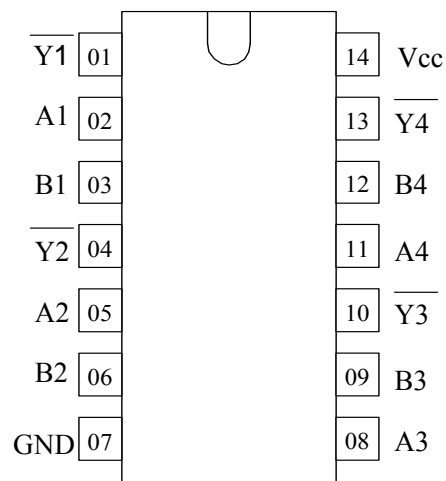 Y1 01 14 Vcc
A1 02 13 Y4
B1 03 12 B4
Y2 04 11 A4
A2 05 10 Y3
B2 06 09 B3
GND 07 08 A3